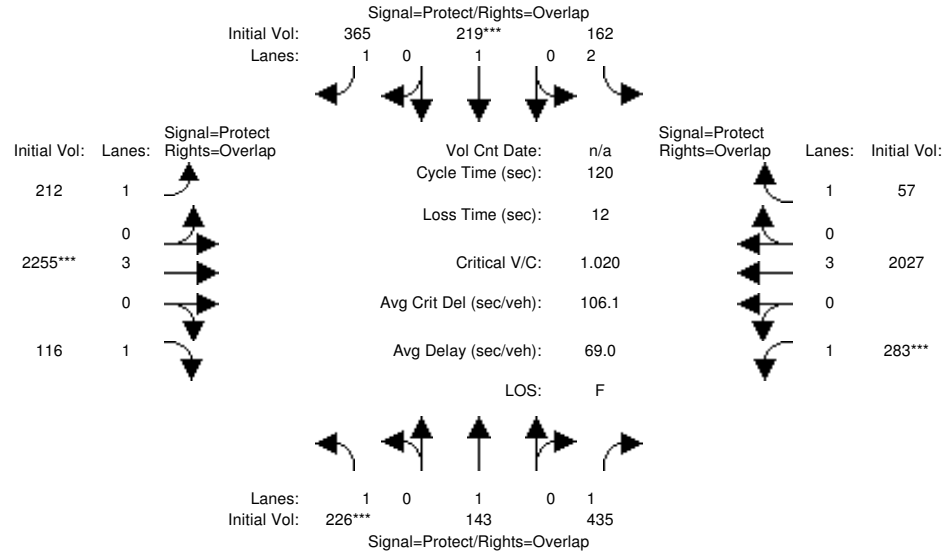 Signal=Protect/Rights=Overlap
Initial Vol: 365 219*** 162
Lanes: 1 0 1 0 2
Signal=Protect
Initial Vol: Lanes: Rights=Overlap
Vol Cnt Date: n/a
Signal=Protect
Rights=Overlap Lanes: Initial Vol:
Cycle Time (sec): 120
212 1
1 57
Loss Time (sec): 12
0
0
2255*** 3 Critical V/C: 1.020 3 2027
0 Avg Crit Del (sec/veh): 106.1 0
116 1 Avg Delay (sec/veh): 69.0 1 283***
LOS: F
Lanes: 1 0 1 0 1
Initial Vol: 226*** 143 435
Signal=Protect/Rights=Overlap